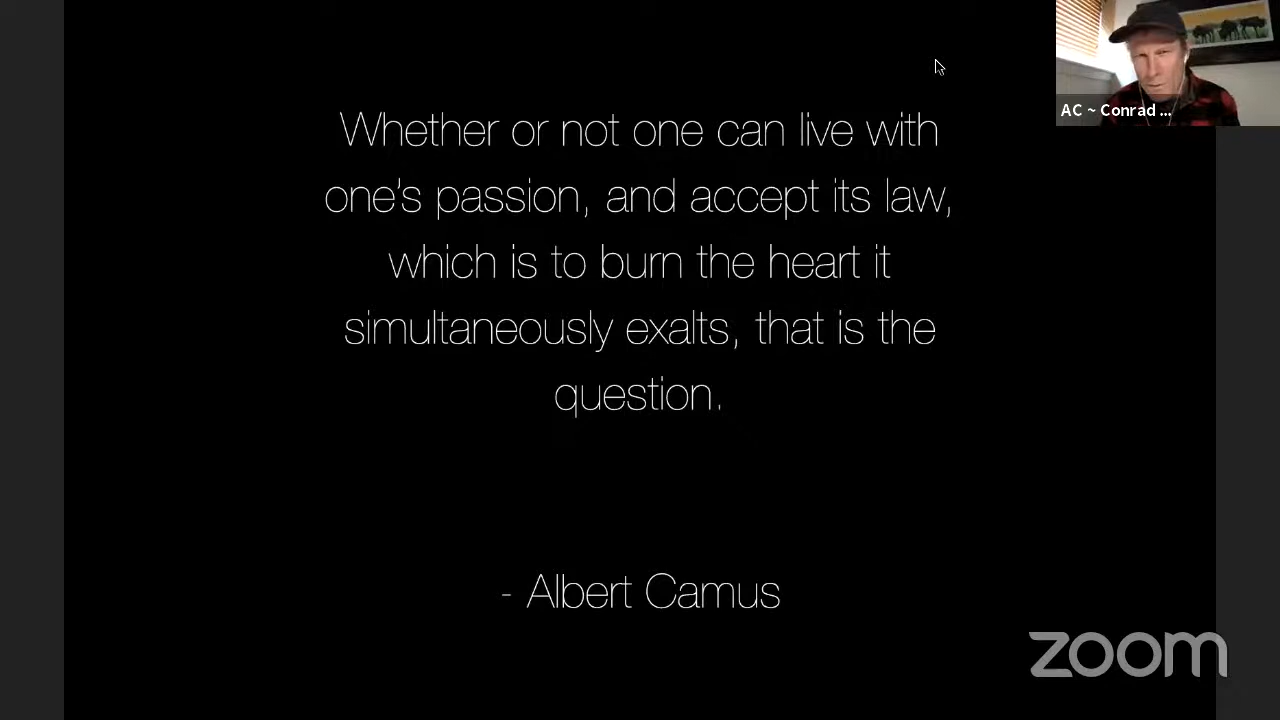 AC ~ Conrad ...
Whether or not one can live with
one's passion, and accept its law,
which is to burn the heart it
simultaneously exalts, that is the
question.
- Albert Camus
zoom